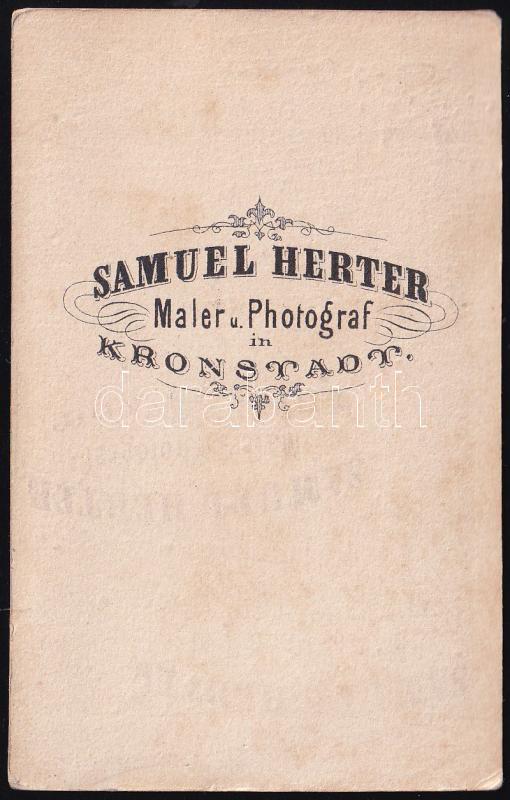 SAMUEL HERTER
Maler u. Photograf
in
KRONSTADT.
darabanth